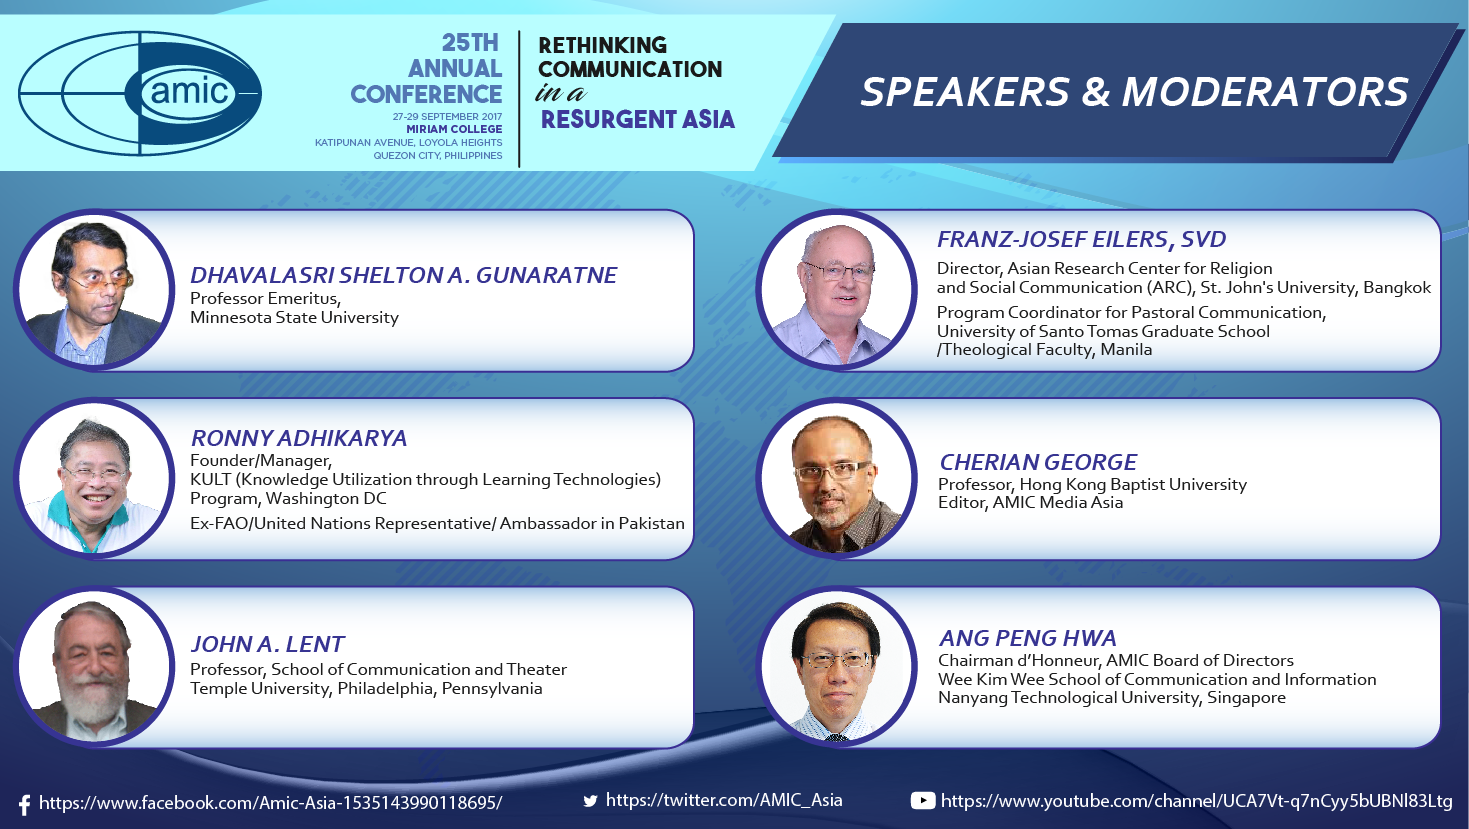 amic
25TH
ANNUAL
CONFERENCE
27-29 SEPTEMBER 2017
MIRIAM COLLEGE
KATIPUNAN AVENUE, LOYOLA HEIGHTS
QUEZON CITY, PHILIPPINES
RETHINKING
COMMUNICATION
in a
RESURGENT ASIA
SPEAKERS & MODERATORS
DHAVALASRI SHELTON A. GUNARATNE
Professor Emeritus,
Minnesota State University
RONNY ADHIKARYA
Founder/Manager,
KULT (Knowledge Utilization through Learning Technologies)
Program, Washington DC
Ex-FAO/United Nations Representative/ Ambassador in Pakistan
JOHN A. LENT
Professor, School of Communication and Theater
Temple University, Philadelphia, Pennsylvania
FRANZ-JOSEF EILERS, SVD
Director, Asian Research Center for Religion
and Social Communication (ARC), St. John's University, Bangkok
Program Coordinator for Pastoral Communication,
University of Santo Tomas Graduate School
/Theological Faculty, Manila
CHERIAN GEORGE
Professor, Hong Kong Baptist University
Editor, AMIC Media Asia
ANG PENG HWA
Chairman d’Honneur, AMIC Board of Directors
Wee Kim Wee School of Communication and Information
Nanyang Technological University, Singapore
https://www.facebook.com/Amic-Asia-1535143990118695/
https://twitter.com/AMIC_Asia
https://www.youtube.com/channel/UCA7Vt-q7nCyy5bUBNl83Ltg